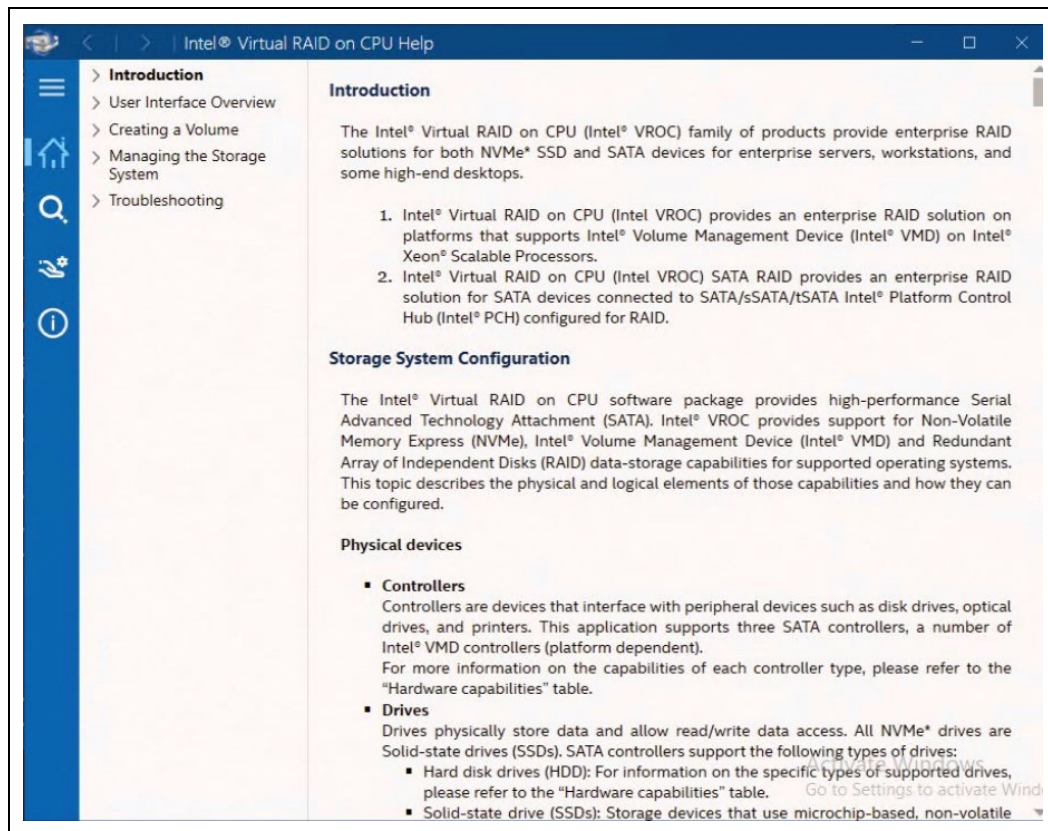 Intel® Virtual RAID on CPU Help
Introduction
User Interface Overview
Creating a Volume
Managing the Storage
System
Troubleshooting
Introduction
The Intel® Virtual RAID on CPU (Intel® VROC) family of products provide enterprise RAID
solutions for both NVMe* SSD and SATA devices for enterprise servers, workstations, and
some high-end desktops.
1. Intel® Virtual RAID on CPU (Intel VROC) provides an enterprise RAID solution on
platforms that supports Intel® Volume Management Device (Intel® VMD) on Intel®
Xeon® Scalable Processors.
2. Intel® Virtual RAID on CPU (Intel VROC) SATA RAID provides an enterprise RAID
solution for SATA devices connected to SATA/sSATA/tSATA Intel® Platform Control
Hub (Intel® PCH) configured for RAID.
Storage System Configuration
The Intel® Virtual RAID on CPU software package provides high-performance Serial
Advanced Technology Attachment (SATA). Intel® VROC provides support for Non-Volatile
Memory Express (NVMe), Intel® Volume Management Device (Intel® VMD) and Redundant
Array of Independent Disks (RAID) data-storage capabilities for supported operating systems.
This topic describes the physical and logical elements of those capabilities and how they can
be configured.
Physical devices
▪ Controllers
Controllers are devices that interface with peripheral devices such as disk drives, optical
drives, and printers. This application supports three SATA controllers, a number of
Intel® VMD controllers (platform dependent).
For more information on the capabilities of each controller type, please refer to the
“Hardware capabilities” table.
▪ Drives
Drives physically store data and allow read/write data access. All NVMe* drives are
Solid-state drives (SSDs). SATA controllers support the following types of drives:
▪ Hard disk drives (HDD): For information on the specific types of supported drives,
please refer to the “Hardware capabilities” table.
▪ Solid-state drive (SSDs): Storage devices that use microchip-based, non-volatile
Activate Windows
Go to Settings to activate Wind